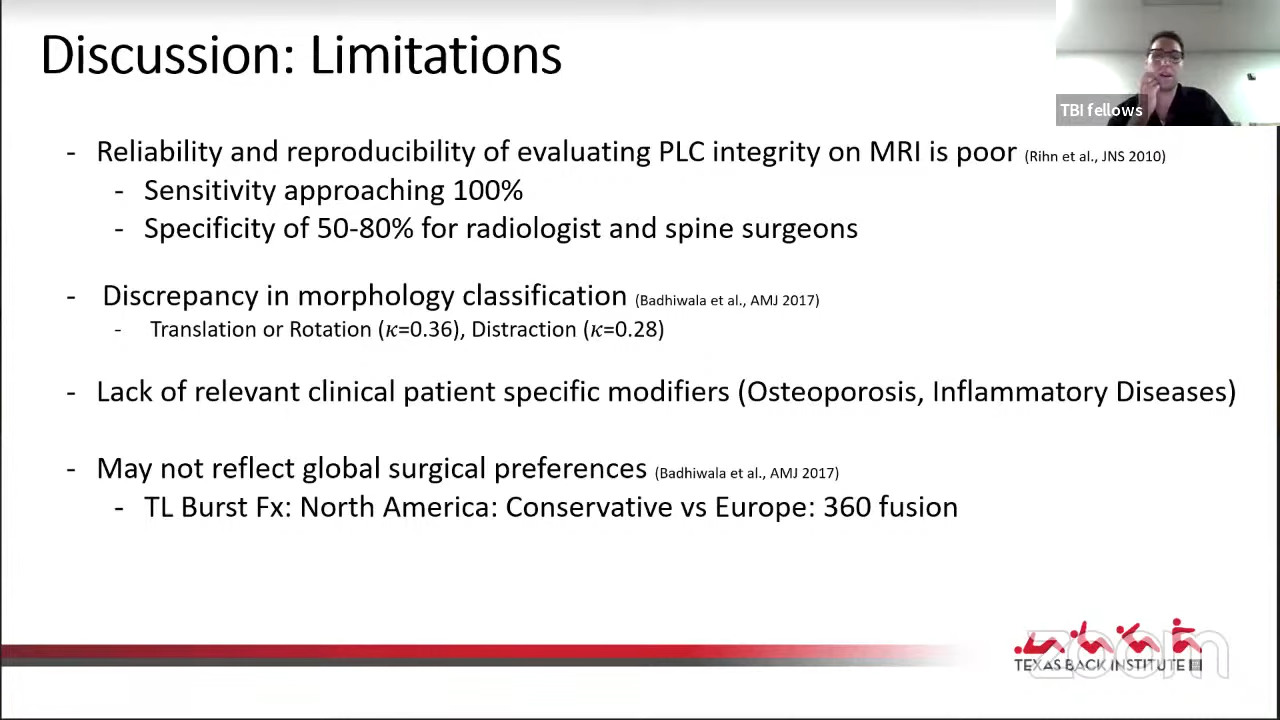 Discussion: Limitations
TBI fellows
- Reliability and reproducibility of evaluating PLC integrity on MRI is poor (Rihn et al., JNS 2010)
- Sensitivity approaching 100%
- Specificity of 50-80% for radiologist and spine surgeons
- Discrepancy in morphology classification (Badhiwala et al., AMJ 2017)
- Translation or Rotation (κ=0.36), Distraction (κ=0.28)
- Lack of relevant clinical patient specific modifiers (Osteoporosis, Inflammatory Diseases)
- May not reflect global surgical preferences (Badhiwala et al., AMJ 2017)
- TL Burst Fx: North America: Conservative vs Europe: 360 fusion
zoom
TEXAS BACK INSTITUTE